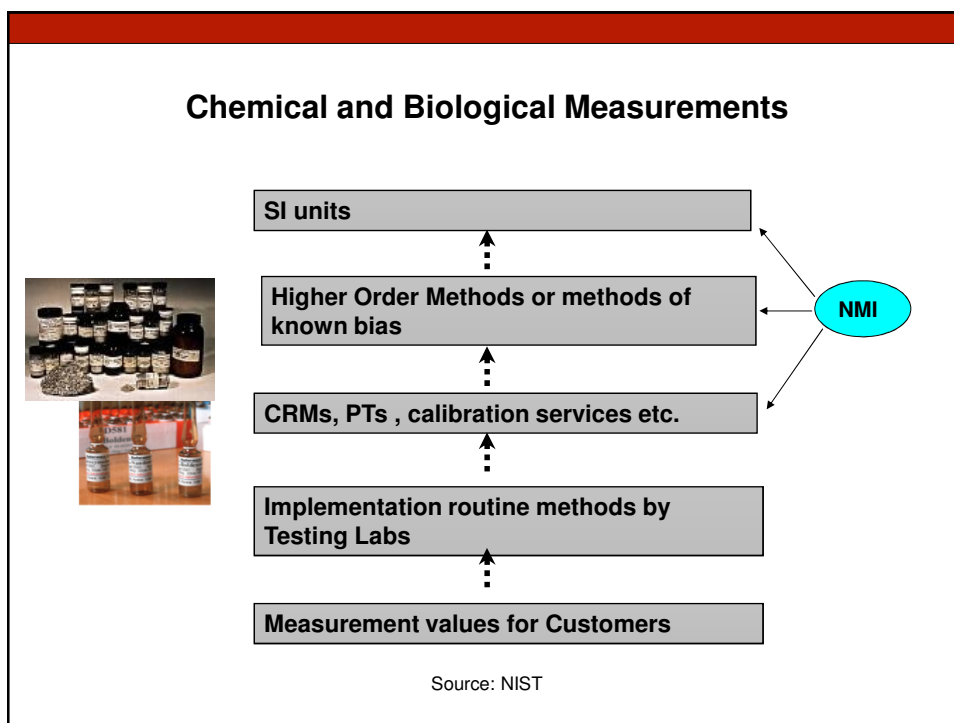 Chemical and Biological Measurements
SI units
Higher Order Methods or methods of
known bias
NMI
CRMs, PTs , calibration services etc.
Implementation routine methods by
Testing Labs
Measurement values for Customers
Source: NIST